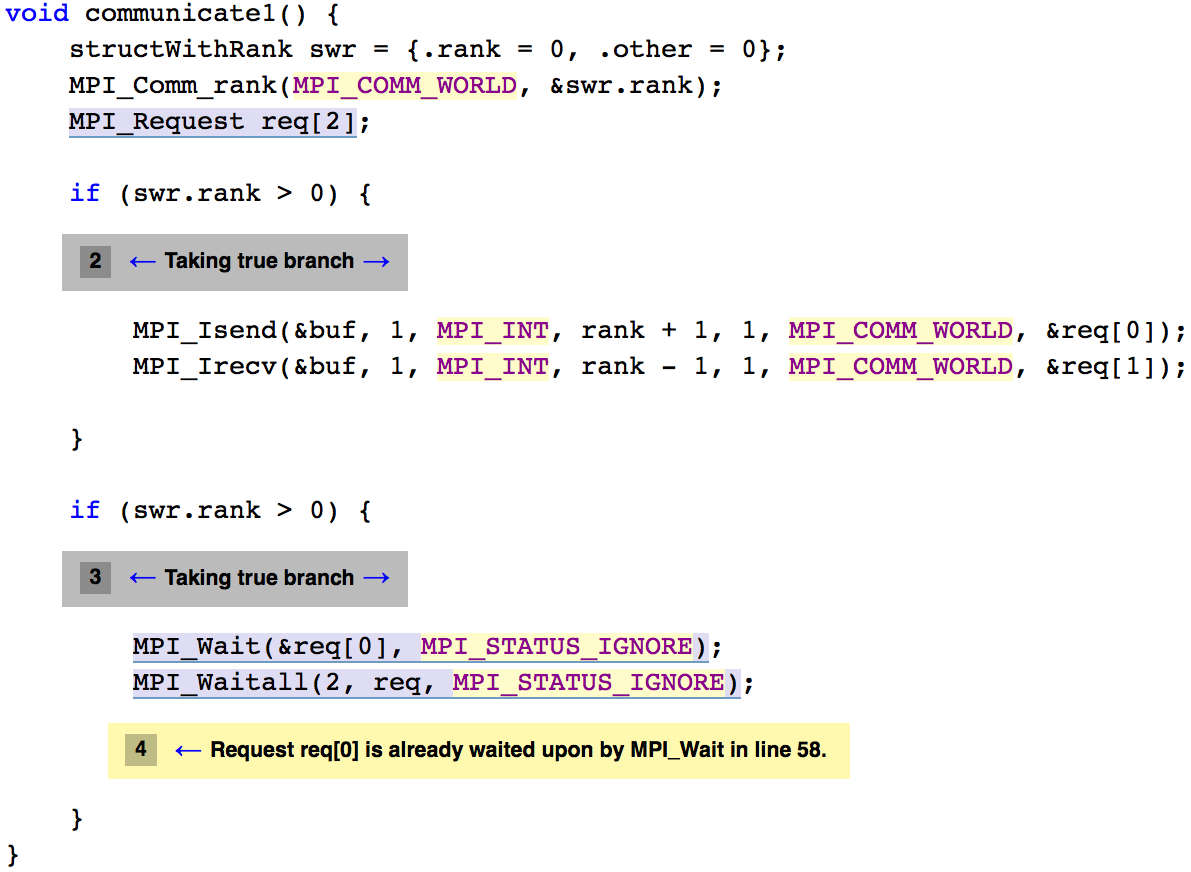 void communicate1() {
structWithRank swr = {.rank = 0, .other = 0};
MPI_Comm_rank(MPI_COMM_WORLD, &swr.rank);
MPI_Request req[2];
if (swr.rank > 0) {
2 ← Taking true branch →
MPI_Isend(&buf, 1, MPI_INT, rank + 1, 1, MPI_COMM_WORLD, &req[0]);
MPI_Irecv(&buf, 1, MPI_INT, rank - 1, 1, MPI_COMM_WORLD, &req[1]);
}
if (swr.rank > 0) {
3 ← Taking true branch →
MPI_Wait(&req[0], MPI_STATUS_IGNORE);
MPI_Waitall(2, req, MPI_STATUS_IGNORE);
4 ← Request req[0] is already waited upon by MPI_Wait in line 58.
}
}